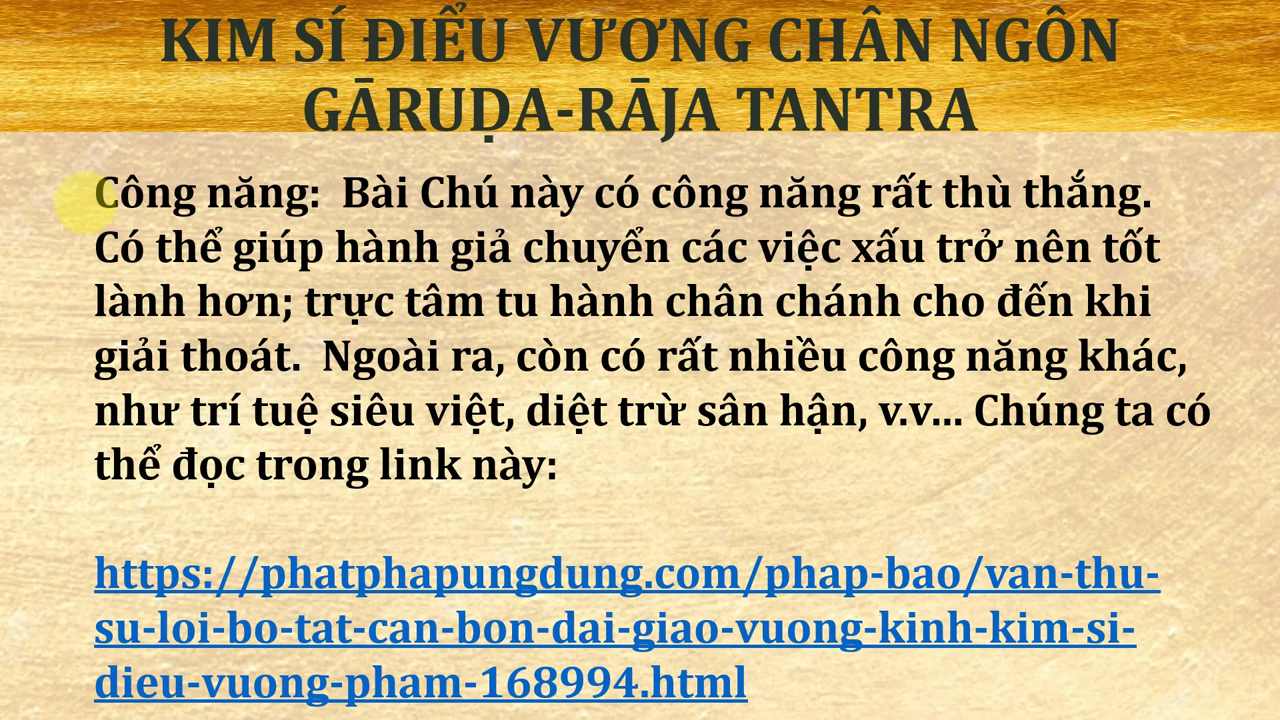 KIM SÍ ĐIỂU VƯƠNG CHÂN NGÔN
GĀRUḌA-RĀJA TANTRA
Công năng:  Bài Chú này có công năng rất thù thắng.
Có thể giúp hành giả chuyển các việc xấu trở nên tốt
lành hơn; trực tâm tu hành chân chánh cho đến khi
giải thoát.  Ngoài ra, còn có rất nhiều công năng khác,
như trí tuệ siêu việt, diệt trừ sân hận, v.v... Chúng ta có
thể đọc trong link này:
https://phatphapungdung.com/phap-bao/van-thu-
su-loi-bo-tat-can-bon-dai-giao-vuong-kinh-kim-si-
dieu-vuong-pham-168994.html